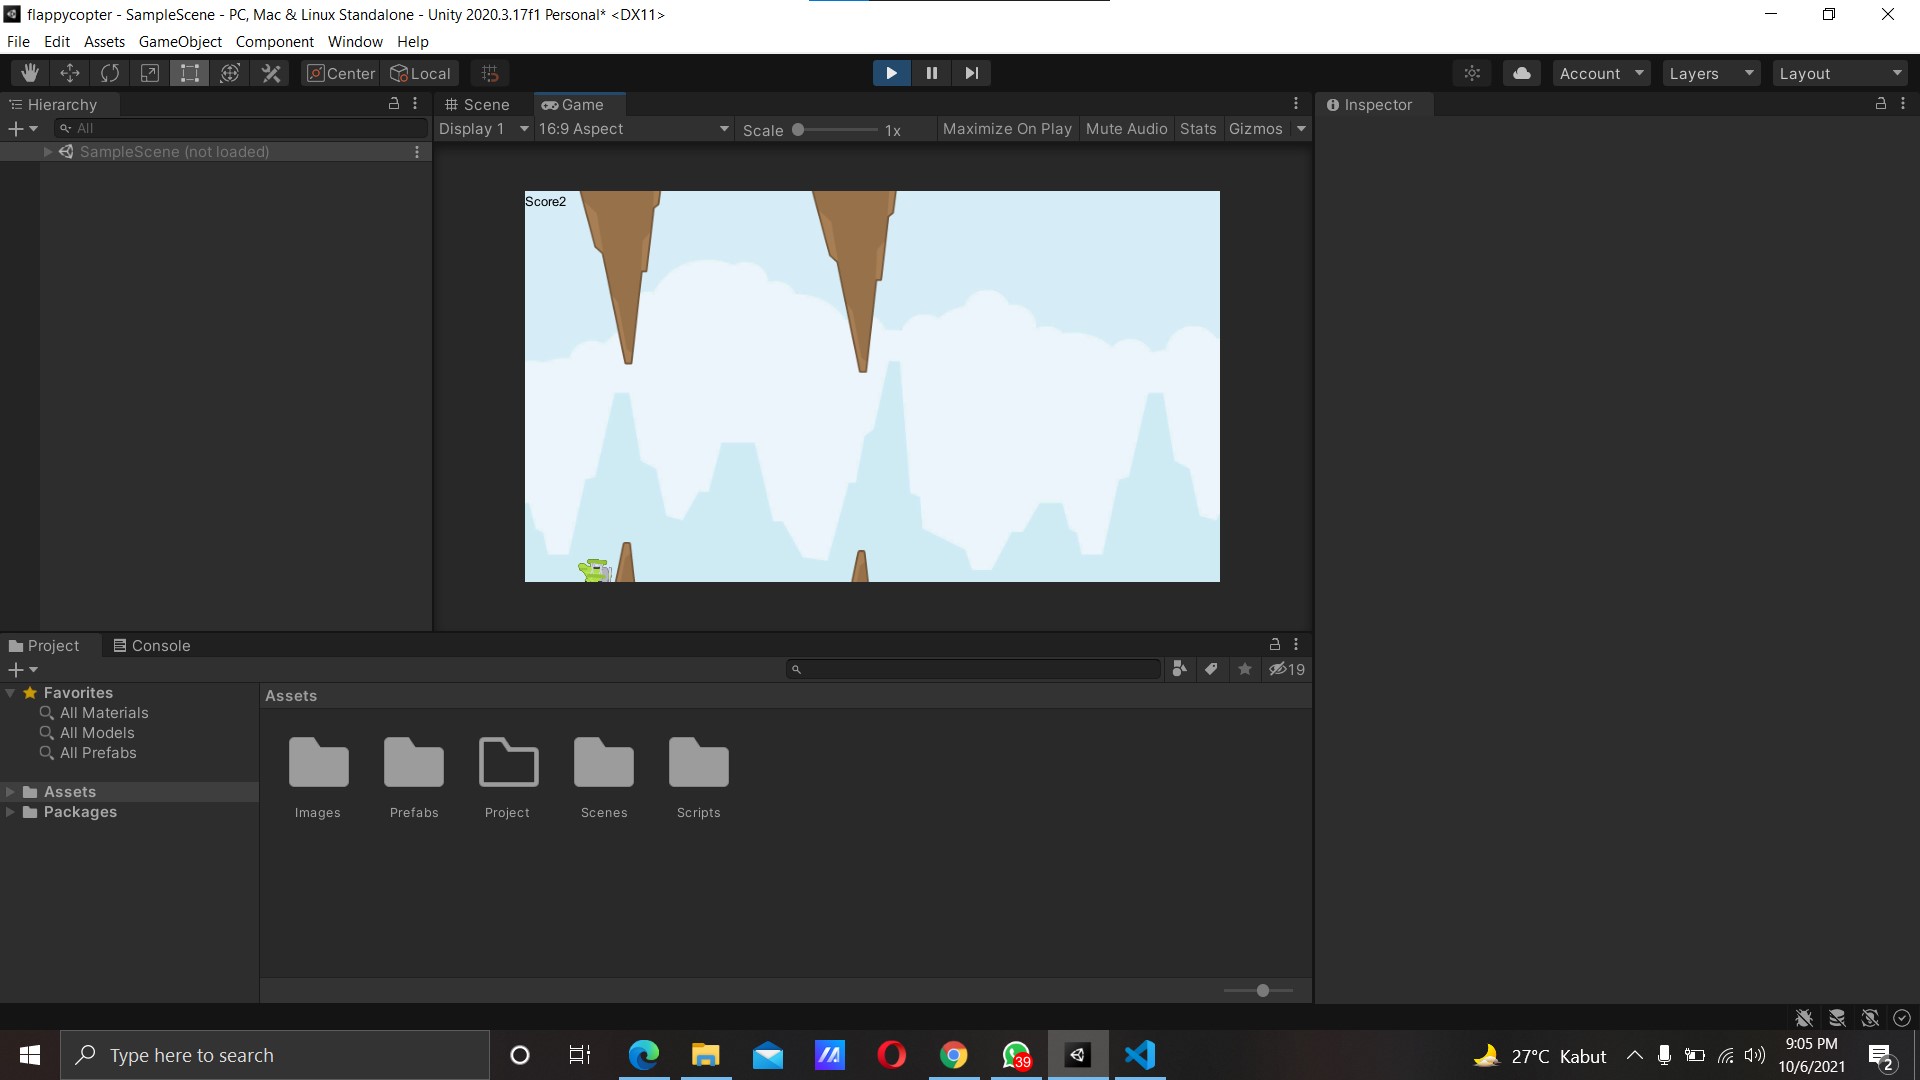 flappycopter - SampleScene - PC, Mac & Linux Standalone - Unity 2020.3.17f1 Personal* <DX11>
File Edit Assets GameObject Component Window Help
Center Local Account Layers Layout
Hierarchy Scene Game Inspector
All Display 1 16:9 Aspect Scale 1x Maximize On Play Mute Audio Stats Gizmos
SampleScene (not loaded)
Score2
Project Console
19
Favorites Assets
All Materials
All Models
All Prefabs
Assets
Packages
Images Prefabs Project Scenes Scripts
Type here to search 39 27°C Kabut 9:05 PM
10/6/2021 2